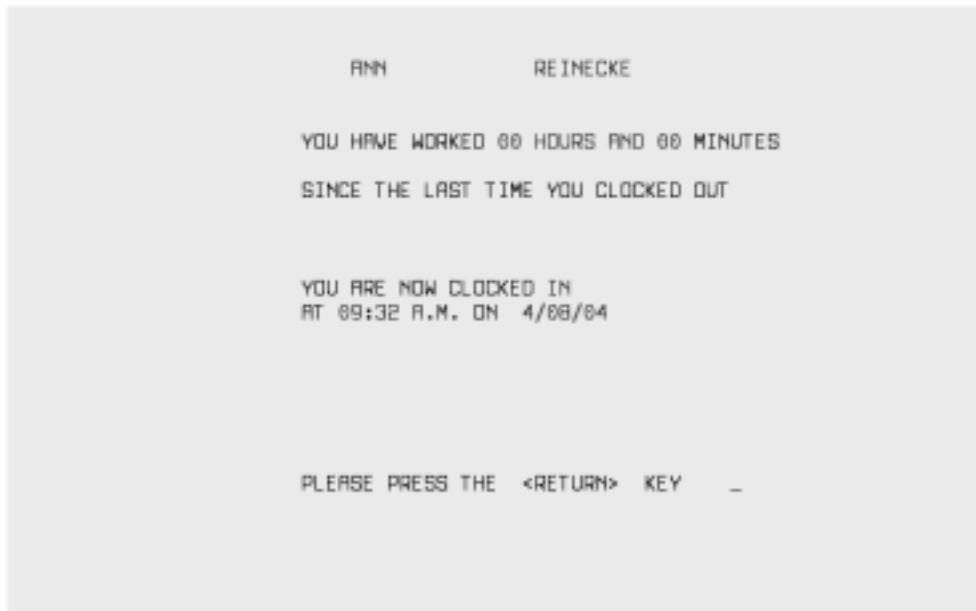 ANN REINECKE
YOU HAVE WORKED 00 HOURS AND 00 MINUTES
SINCE THE LAST TIME YOU CLOCKED OUT
YOU ARE NOW CLOCKED IN
AT 09:32 A.M. ON 4/08/04
PLEASE PRESS THE <RETURN> KEY _